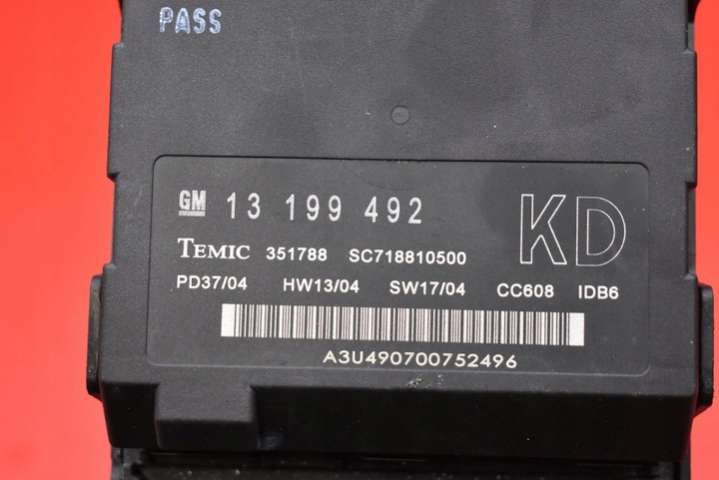 PASS
GM 13 199 492 KD
TEMIC 351788 SC718810500
PD37/04 HW13/04 SW17/04 CC608 IDB6
A3U490700752496